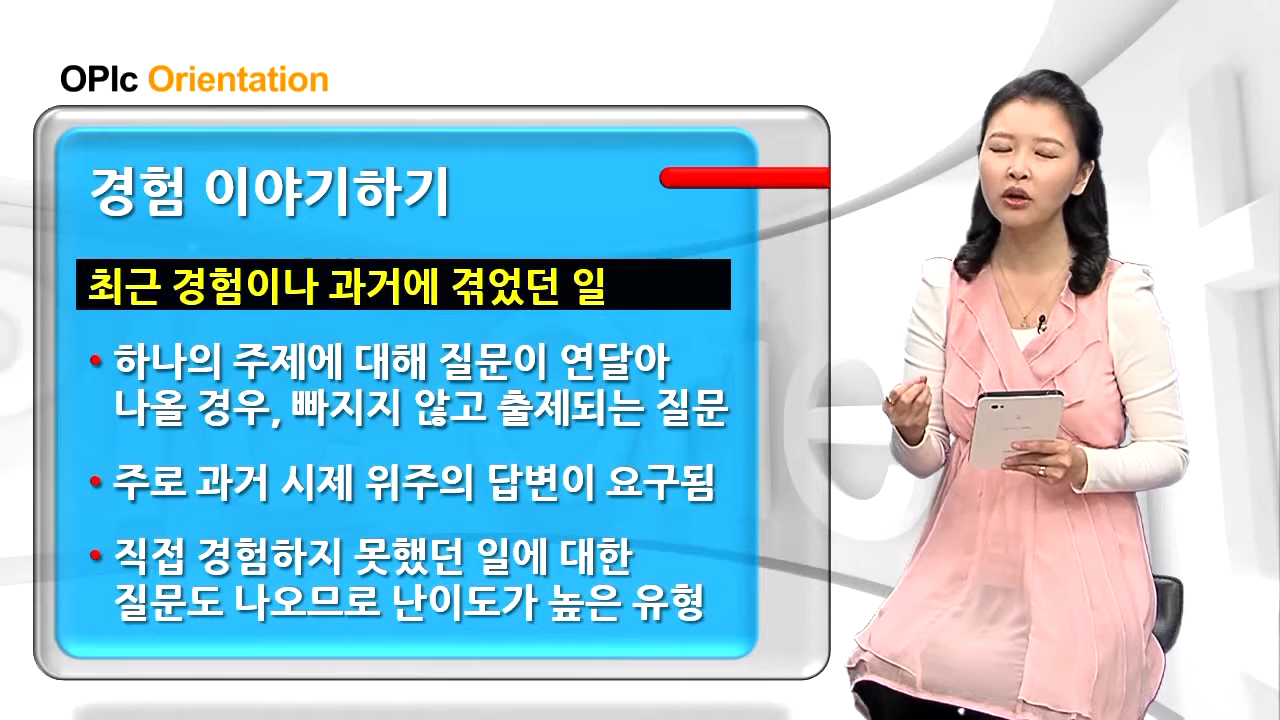 OPIc Orientation
경험 이야기하기
최근 경험이나 과거에 겪었던 일
• 하나의 주제에 대해 질문이 연달아
나올 경우, 빠지지 않고 출제되는 질문
• 주로 과거 시제 위주의 답변이 요구됨
• 직접 경험하지 못했던 일에 대한
질문도 나오므로 난이도가 높은 유형